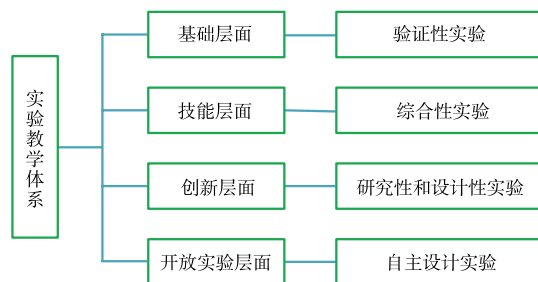 实验教学体系
基础层面
验证性实验
技能层面
综合性实验
创新层面
研究性和设计性实验
开放实验层面
自主设计实验